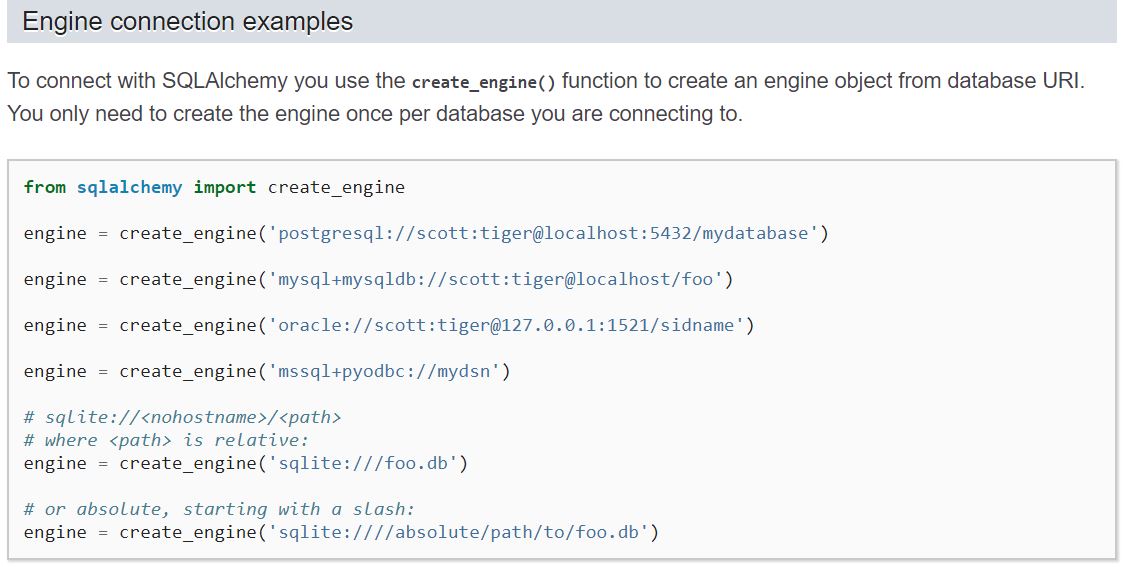 Engine connection examples
To connect with SQLAlchemy you use the create_engine() function to create an engine object from database URI.
You only need to create the engine once per database you are connecting to.
from sqlalchemy import create_engine
engine = create_engine('postgresql://scott:tiger@localhost:5432/mydatabase')
engine = create_engine('mysql+mysqldb://scott:tiger@localhost/foo')
engine = create_engine('oracle://scott:tiger@127.0.0.1:1521/sidname')
engine = create_engine('mssql+pyodbc://mydsn')
# sqlite://<nohostname>/<path>
# where <path> is relative:
engine = create_engine('sqlite:///foo.db')
# or absolute, starting with a slash:
engine = create_engine('sqlite:////absolute/path/to/foo.db')